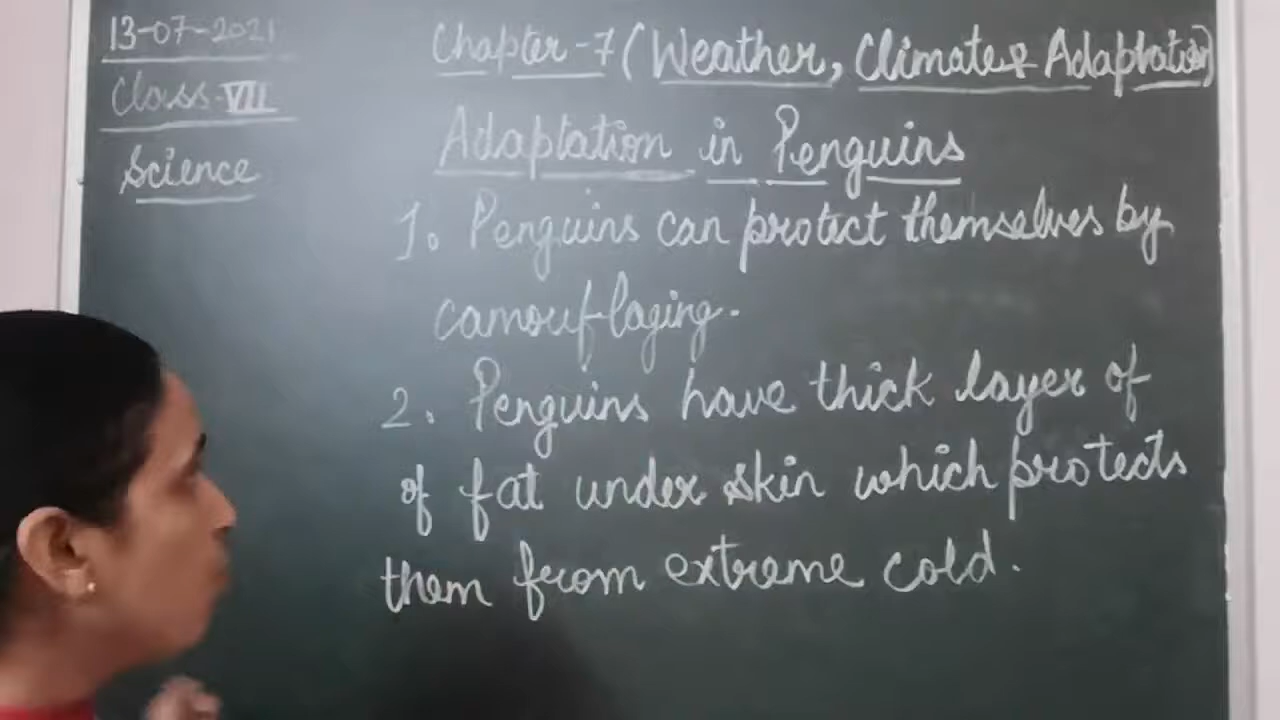 13-07-2021
Class-VII
Science
Chapter-7 (Weather, Climate & Adaptation)
Adaptation in Penguins
1. Penguins can protect themselves by
camouflaging.
2. Penguins have thick layer of
of fat under skin which protects
them from extreme cold.